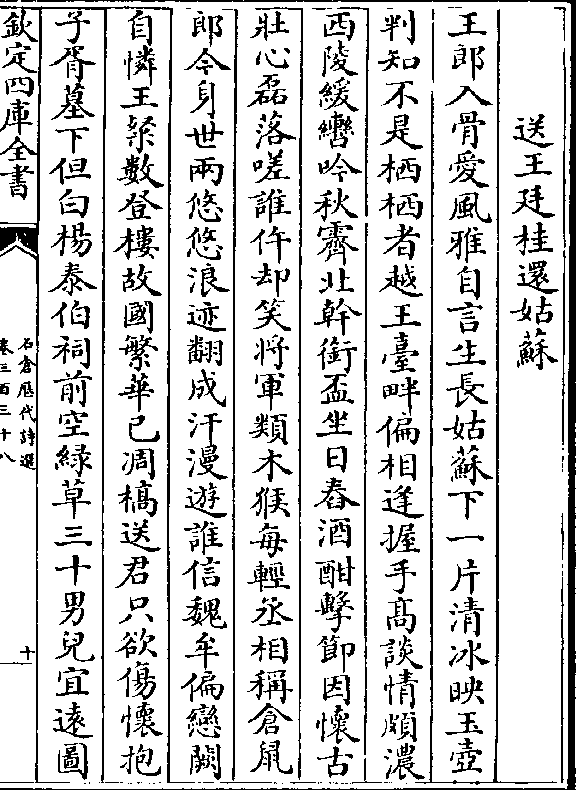 送王廷桂還姑蘇
王郎入骨愛風雅自言生長姑蘇下一片清冰映玉壺
判知不是栖栖者越王臺畔偏相逢握手髙談情頗濃
西陵緩轡吟秋霽北幹銜盃坐日舂酒酣擊節因懷古
壯心磊落嗟誰仵却笑將軍類木猴每輕丞相稱倉鼠
郎今身世兩悠悠浪迹翻成汗漫遊誰信魏牟偏戀闕
自憐王粲數登樓故國繁華已凋槁送君只欲傷懷抱
子胥墓下但白楊泰伯祠前空緑草三十男兒宜遠圖
欽定四庫全書
石倉歴代詩選
卷三百三十八
十